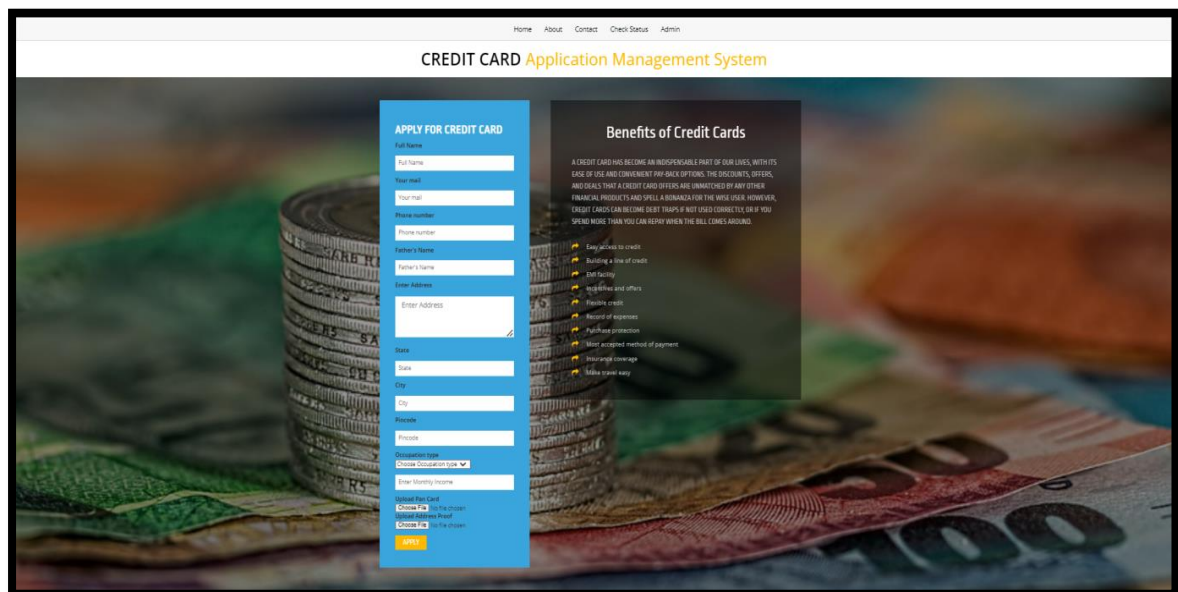 Home About Contact Check Status Admin
CREDIT CARD Application Management System
APPLY FOR CREDIT CARD
Full Name
Full Name
Your mail
Your mail
Phone number
Phone number
Father's Name
Father's Name
Enter Address
Enter Address
State
State
City
City
Pincode
Pincode
Occupation type
Choose Occupation type
Enter Monthly Income
Upload Pan Card
Choose File No file chosen
Upload Address Proof
Choose File No file chosen
APPLY
Benefits of Credit Cards
A CREDIT CARD HAS BECOME AN INDISPENSABLE PART OF OUR LIVES, WITH ITS
EASE OF USE AND CONVENIENT PAY-BACK OPTIONS. THE DISCOUNTS, OFFERS,
AND DEALS THAT A CREDIT CARD OFFERS ARE UNMATCHED BY ANY OTHER
FINANCIAL PRODUCTS AND SPELL A BONANZA FOR THE WISE USER. HOWEVER,
CREDIT CARDS CAN BECOME DEBT TRAPS IF NOT USED CORRECTLY, OR IF YOU
SPEND MORE THAN YOU CAN REPAY WHEN THE BILL COMES AROUND.
Easy access to credit
Building a line of credit
EMI facility
Incentives and offers
Flexible credit
Record of expenses
Purchase protection
Most accepted method of payment
Insurance coverage
Make travel easy
20
100